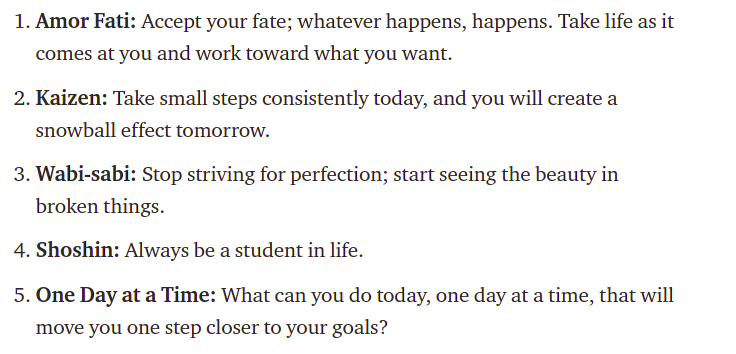 1. Amor Fati: Accept your fate; whatever happens, happens. Take life as it
comes at you and work toward what you want.
2. Kaizen: Take small steps consistently today, and you will create a
snowball effect tomorrow.
3. Wabi-sabi: Stop striving for perfection; start seeing the beauty in
broken things.
4. Shoshin: Always be a student in life.
5. One Day at a Time: What can you do today, one day at a time, that will
move you one step closer to your goals?